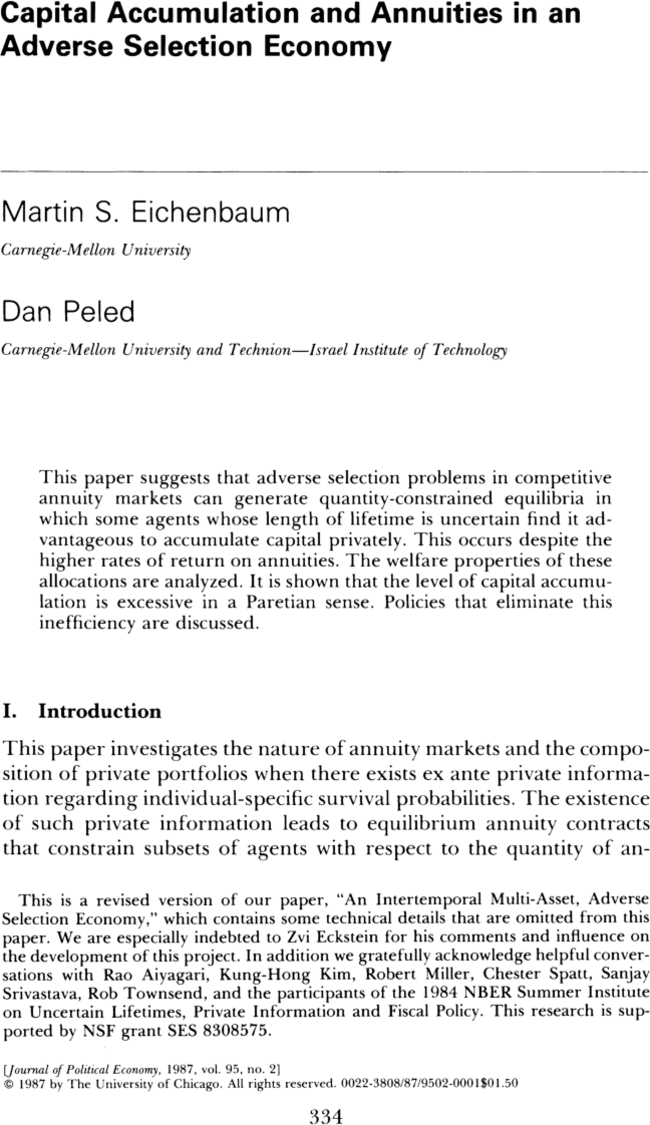 Capital Accumulation and Annuities in an
Adverse Selection Economy
Martin S. Eichenbaum
Carnegie-Mellon University
Dan Peled
Carnegie-Mellon University and Technion—Israel Institute of Technology
This paper suggests that adverse selection problems in competitive
annuity markets can generate quantity-constrained equilibria in
which some agents whose length of lifetime is uncertain find it ad-
vantageous to accumulate capital privately. This occurs despite the
higher rates of return on annuities. The welfare properties of these
allocations are analyzed. It is shown that the level of capital accumu-
lation is excessive in a Paretian sense. Policies that eliminate this
inefficiency are discussed.
I. Introduction
This paper investigates the nature of annuity markets and the compo-
sition of private portfolios when there exists ex ante private informa-
tion regarding individual-specific survival probabilities. The existence
of such private information leads to equilibrium annuity contracts
that constrain subsets of agents with respect to the quantity of an-
This is a revised version of our paper, “An Intertemporal Multi-Asset, Adverse
Selection Economy,” which contains some technical details that are omitted from this
paper. We are especially indebted to Zvi Eckstein for his comments and influence on
the development of this project. In addition we gratefully acknowledge helpful conver-
sations with Rao Aiyagari, Kung-Hong Kim, Robert Miller, Chester Spatt, Sanjay
Srivastava, Rob Townsend, and the participants of the 1984 NBER Summer Institute
on Uncertain Lifetimes, Private Information and Fiscal Policy. This research is sup-
ported by NSF grant SES 8308575.
[Journal of Political Economy, 1987, vol. 95, no. 2]
© 1987 by The University of Chicago. All rights reserved. 0022-3808/87/9502-0001$01.50
334